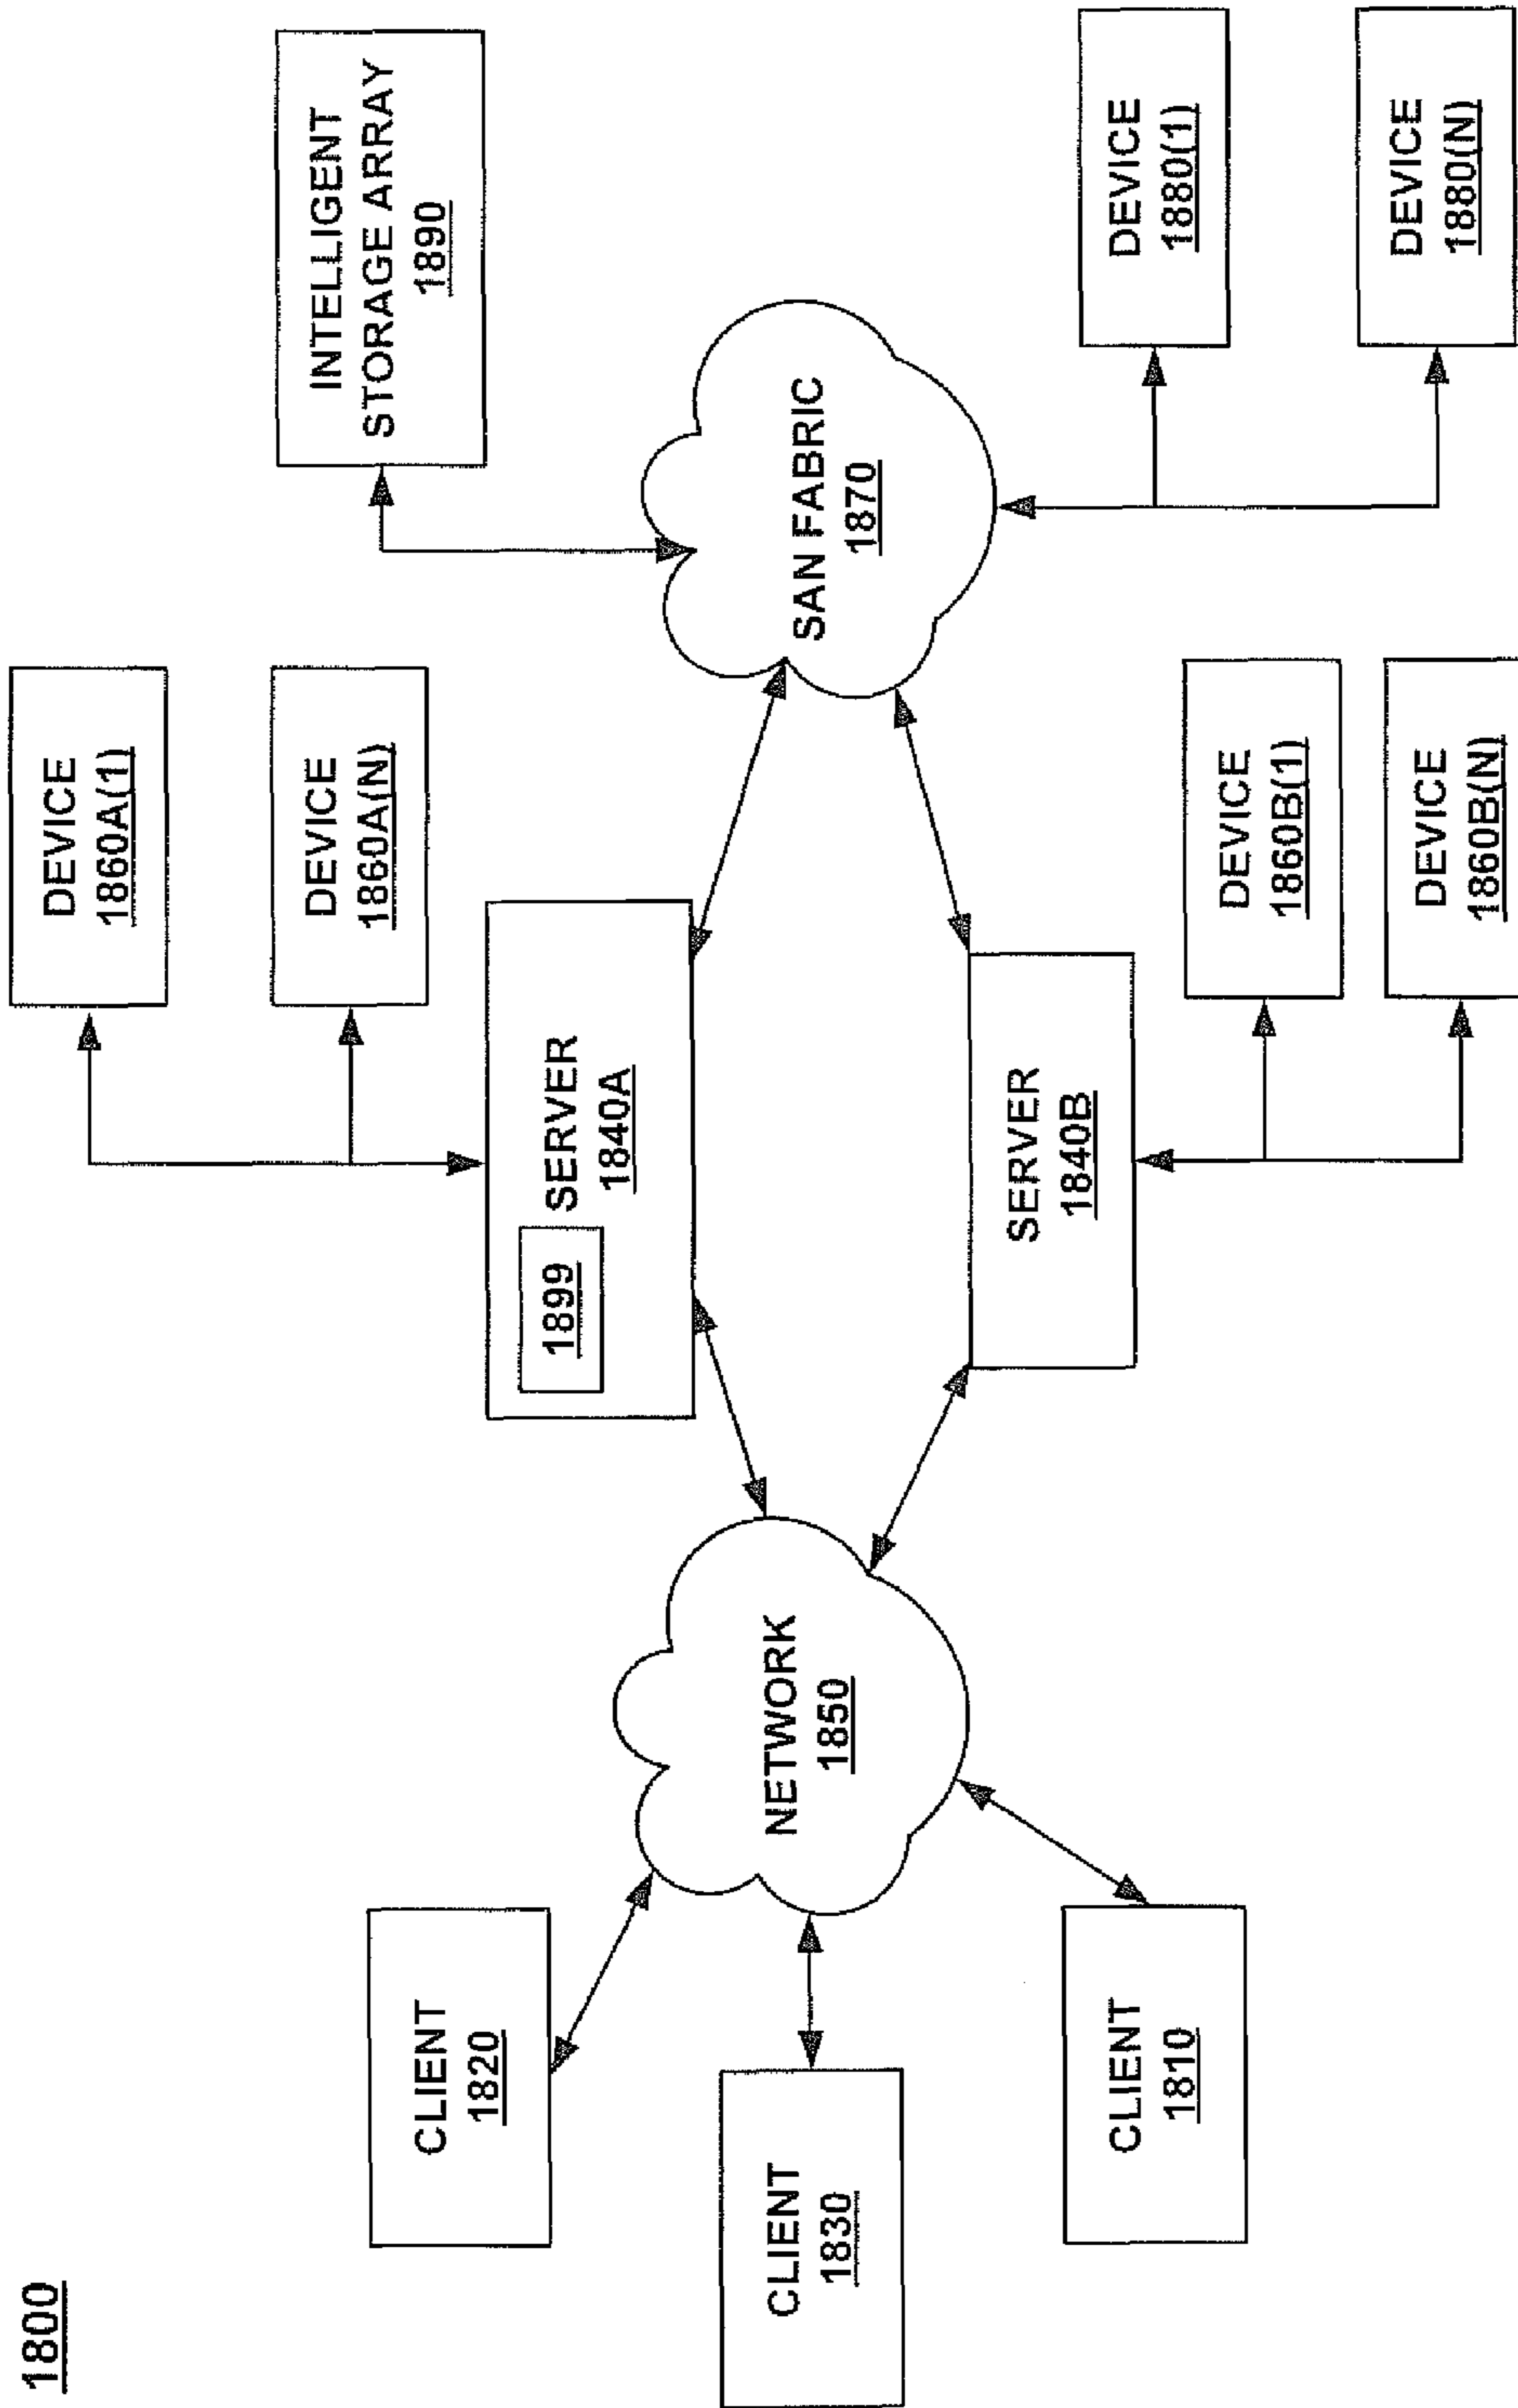 1800
DEVICE
1860A(1)
DEVICE
1860A(N)
INTELLIGENT
STORAGE ARRAY
1890
CLIENT
1820
1899
SERVER
1840A
CLIENT
1830
NETWORK
1850
SAN FABRIC
1870
CLIENT
1810
SERVER
1840B
DEVICE
1860B(1)
DEVICE
1860B(N)
DEVICE
1880(1)
DEVICE
1880(N)